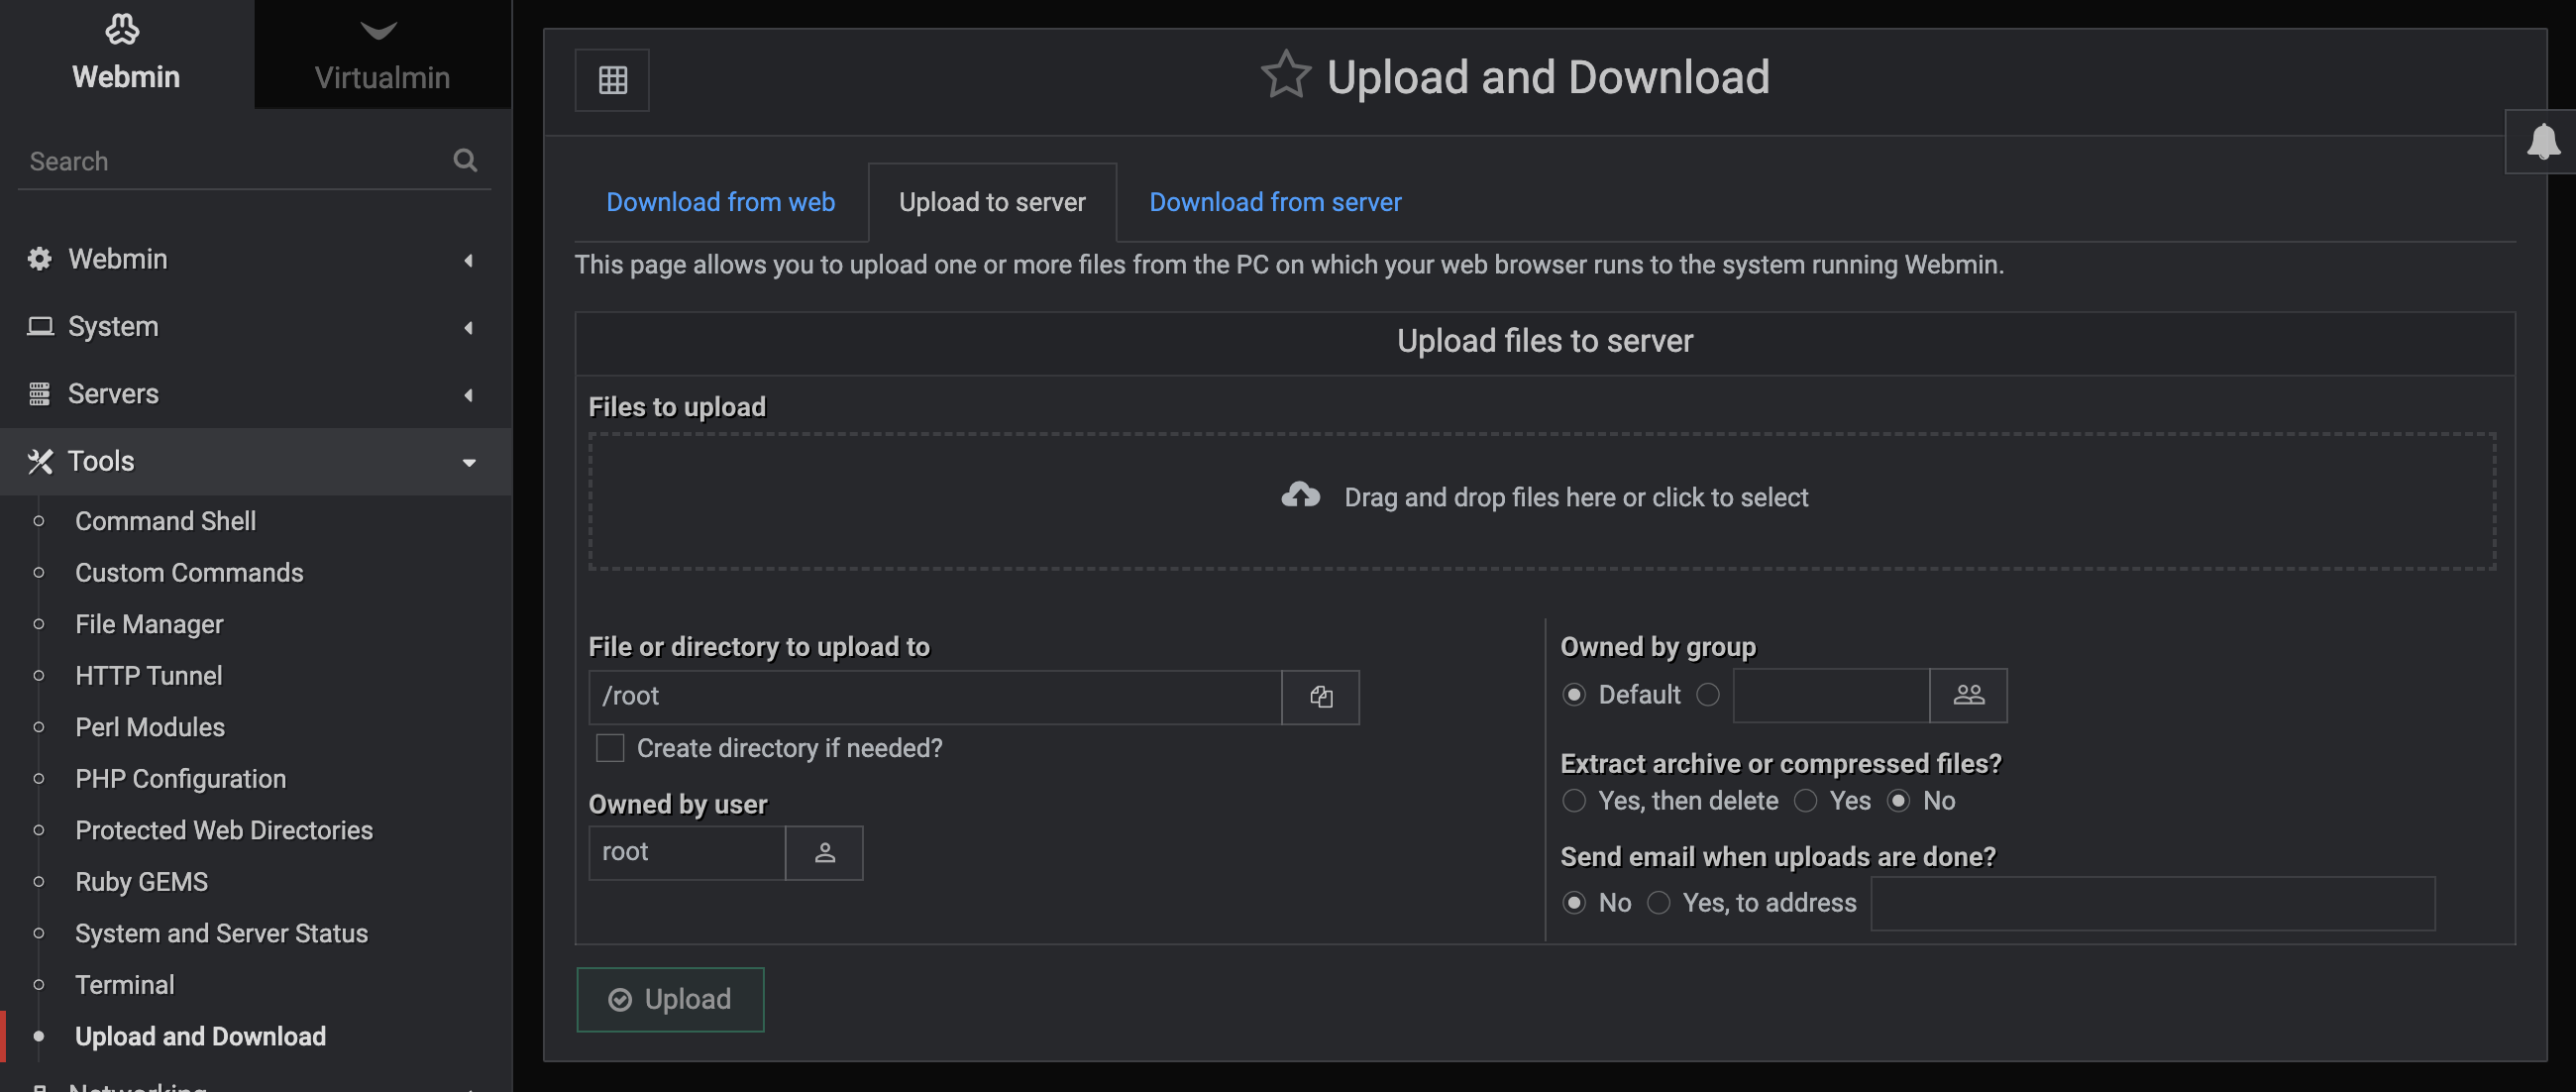 Webmin
Virtualmin
Search
Webmin
System
Servers
Tools
Command Shell
Custom Commands
File Manager
HTTP Tunnel
Perl Modules
PHP Configuration
Protected Web Directories
Ruby GEMS
System and Server Status
Terminal
Upload and Download
Networking
Upload and Download
Download from web
Upload to server
Download from server
This page allows you to upload one or more files from the PC on which your web browser runs to the system running Webmin.
Upload files to server
Files to upload
Drag and drop files here or click to select
File or directory to upload to
/root
Create directory if needed?
Owned by user
root
Owned by group
Default
Extract archive or compressed files?
Yes, then delete Yes No
Send email when uploads are done?
No Yes, to address
Upload